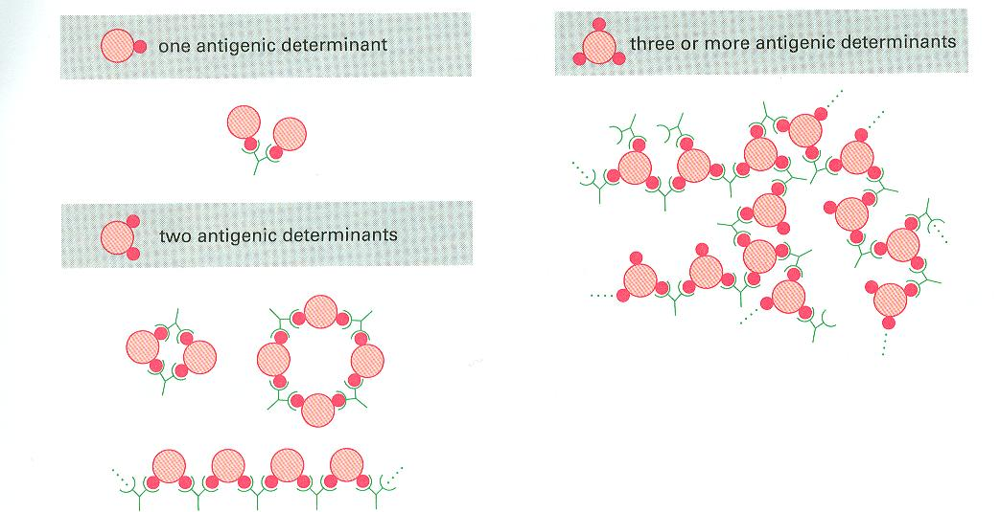 one antigenic determinant
two antigenic determinants
three or more antigenic determinants